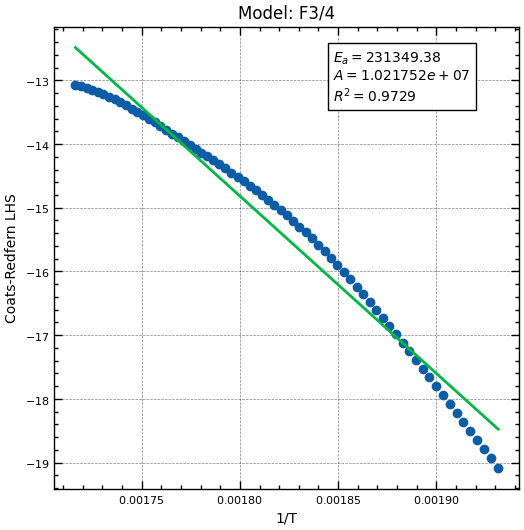 Model: F3/4
E_a = 231349.38
A = 1.021752e + 07
R² = 0.9729
Coats-Redfern LHS
−13
−14
−15
−16
−17
−18
−19
0.00175 0.00180 0.00185 0.00190
1/T